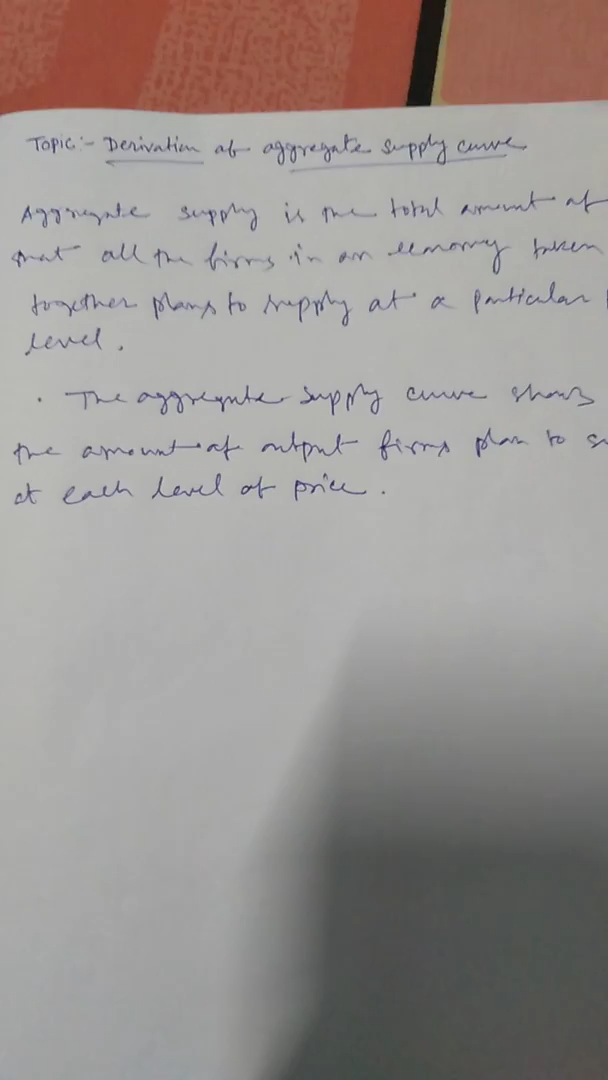 Topic:- Derivation of aggregate supply curve
Aggregate supply is the total amount of
that all the firms in an economy taken
together plans to supply at a particular
level.
. The aggregate supply curve shows
the amount of output firms plan to
at each level of price.